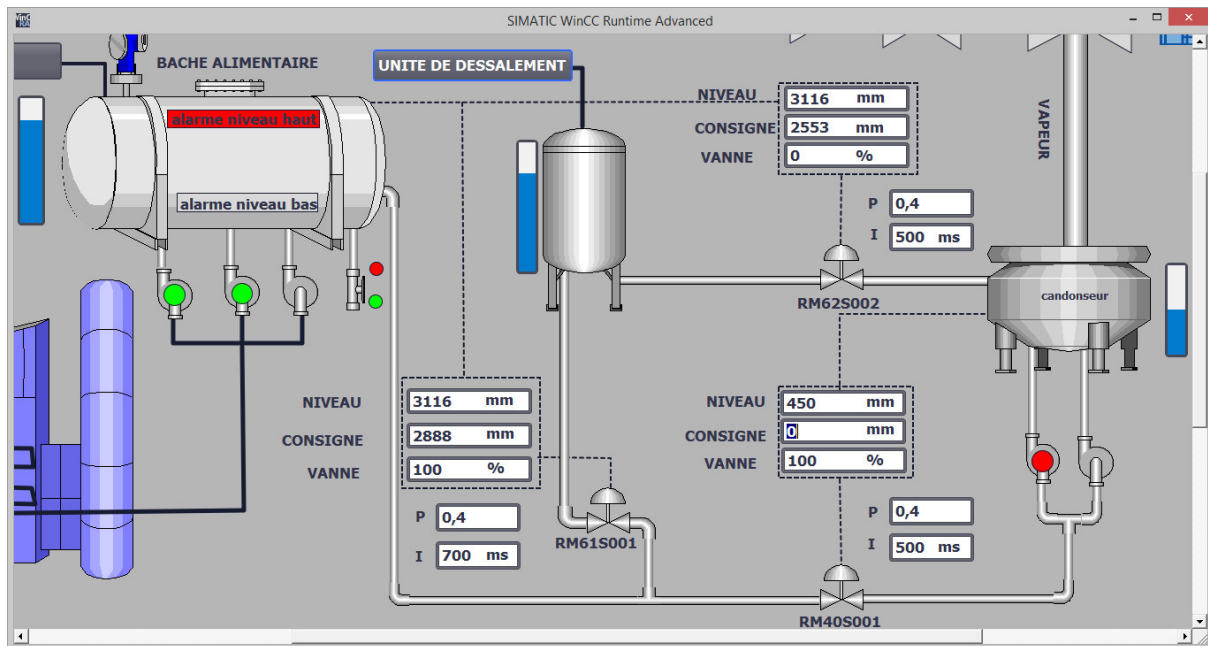 SIMATIC WinCC Runtime Advanced
BACHE ALIMENTAIRE
UNITE DE DESSALEMENT
alarme niveau haut
alarme niveau bas
NIVEAU 3116 mm
CONSIGNE 2553 mm
VANNE 0 %
P 0,4
I 500 ms
VAPEUR
RM62S002
candonseur
NIVEAU 3116 mm
CONSIGNE 2888 mm
VANNE 100 %
P 0,4
I 700 ms
RM61S001
NIVEAU 450 mm
CONSIGNE 0 mm
VANNE 100 %
P 0,4
I 500 ms
RM40S001